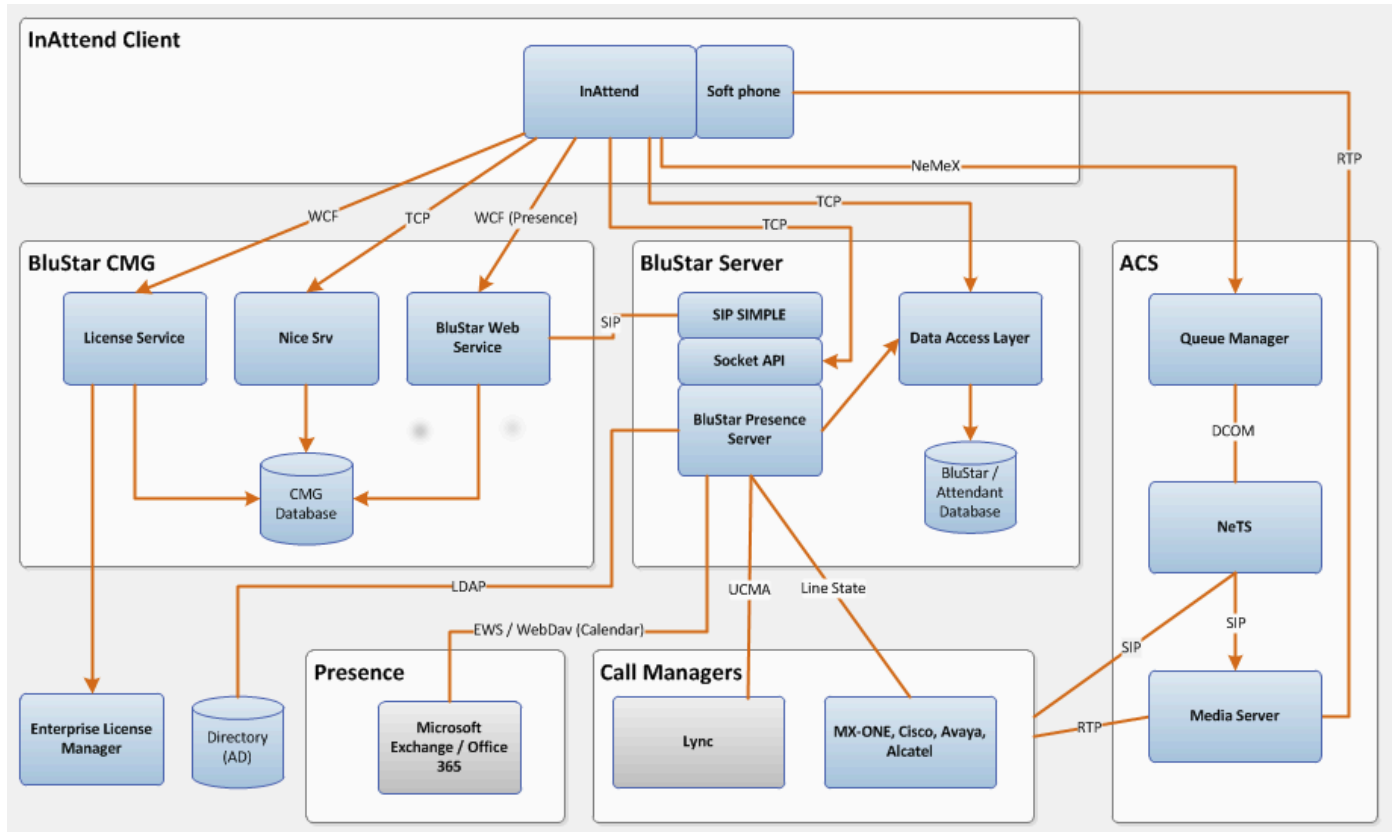 InAttend Client
InAttend
Soft phone
NeMeX
RTP
WCF
TCP
WCF (Presence)
TCP
TCP
BluStar CMG
License Service
Nice Srv
BluStar Web
Service
SIP
CMG
Database
BluStar Server
SIP SIMPLE
Socket API
BluStar Presence
Server
Data Access Layer
BluStar /
Attendant
Database
ACS
Queue Manager
DCOM
NeTS
SIP
SIP
Media Server
RTP
LDAP
UCMA
Line State
EWS / WebDav (Calendar)
Enterprise License
Manager
Directory
(AD)
Presence
Microsoft
Exchange / Office
365
Call Managers
Lync
MX-ONE, Cisco, Avaya,
Alcatel